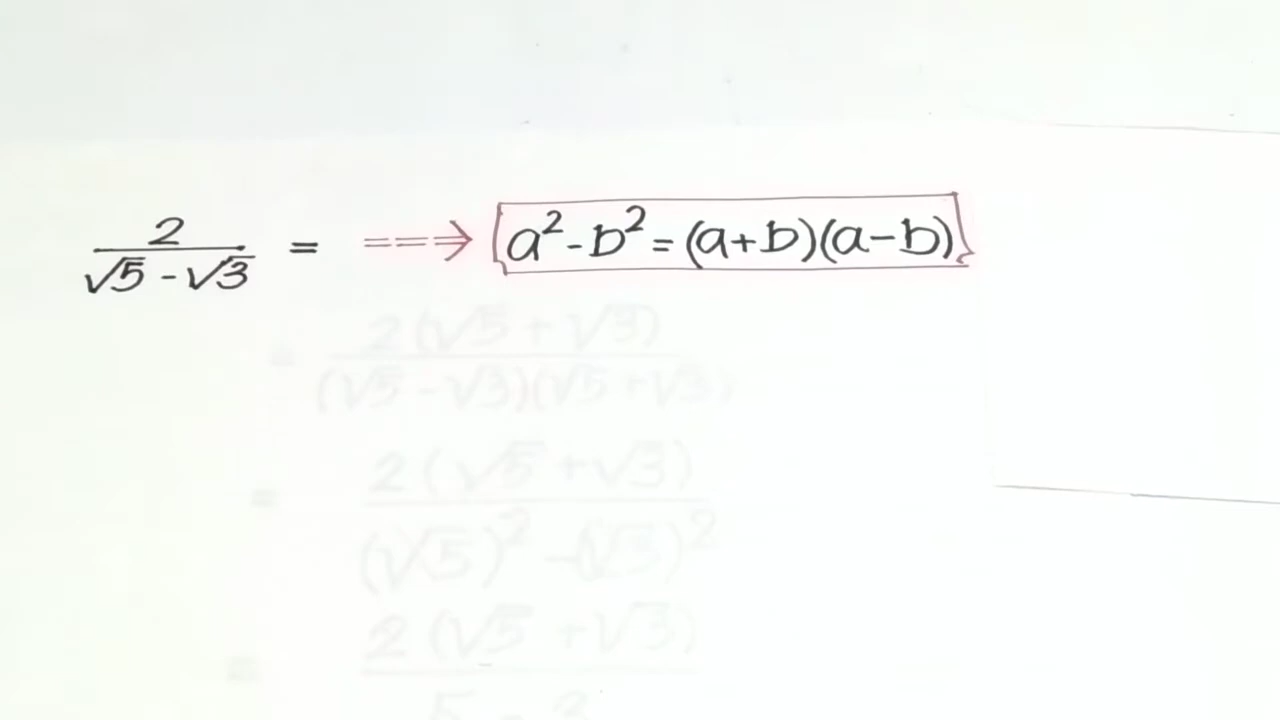 2/(√5 - √3) = ===> a² - b² = (a+b)(a-b)
= 2(√5 + √3)/((√5 - √3)(√5 + √3))
= 2(√5 + √3)/((√5)² - (√3)²)
= 2(√5 + √3)/(5 - 3)